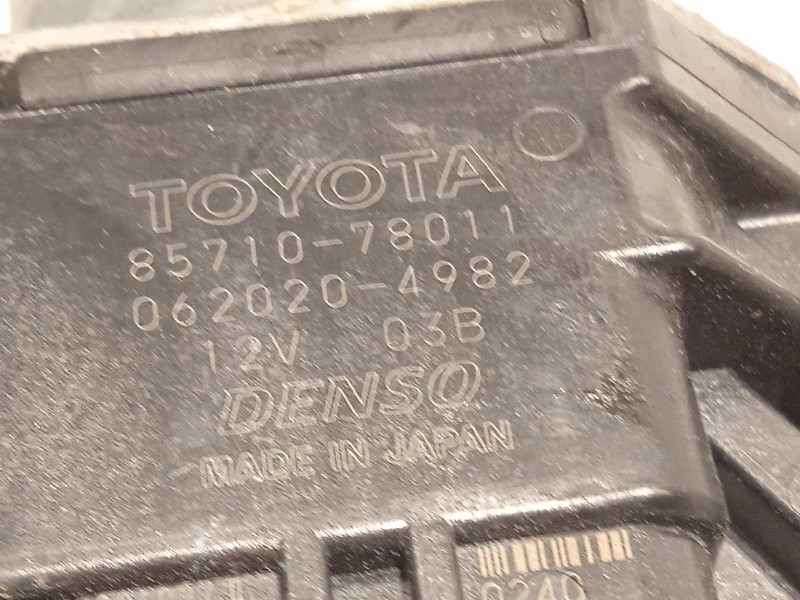 TOYOTA
85710-78011
062020-4982
12V 03B
DENSO
MADE IN JAPAN